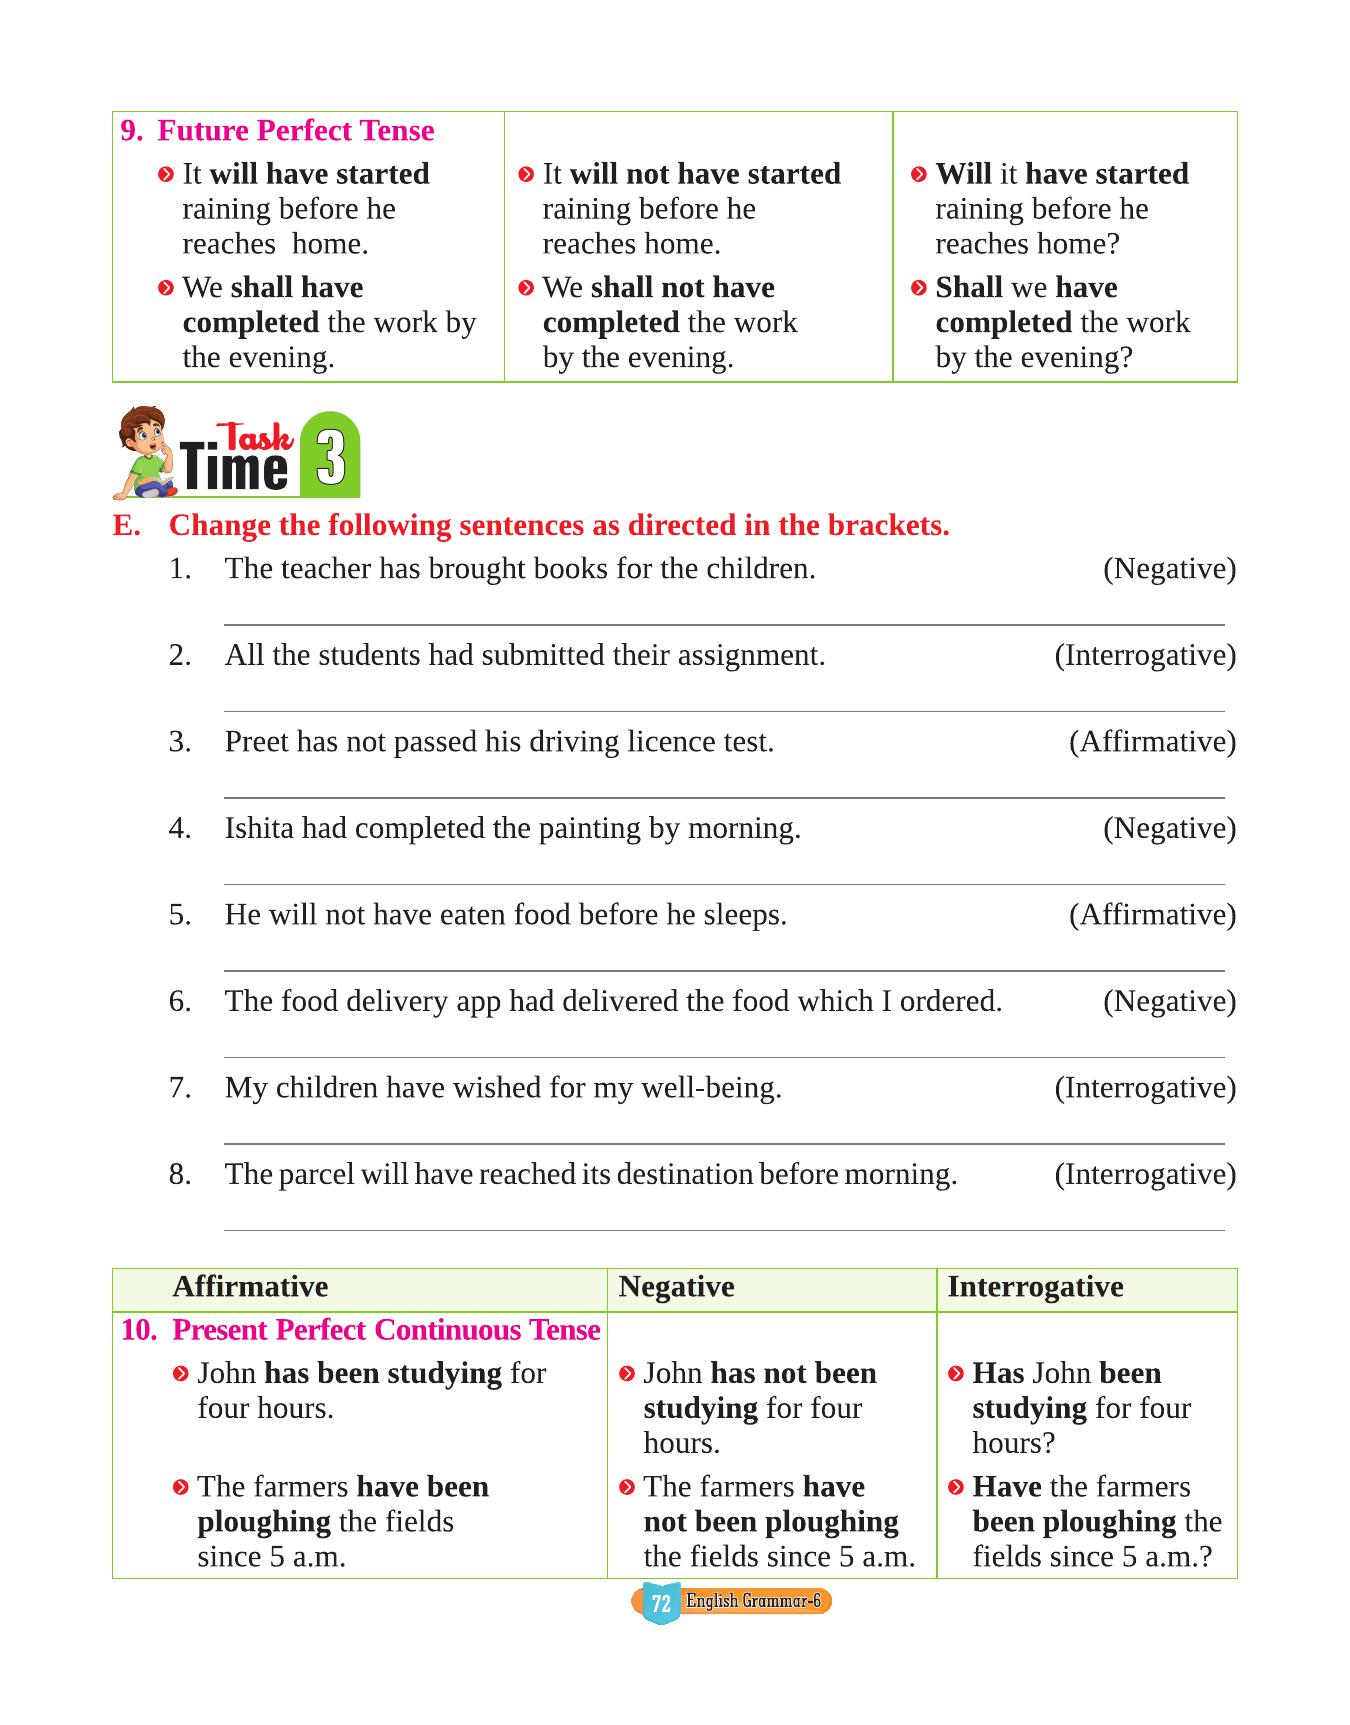 9. Future Perfect Tense
It will have started
raining before he
reaches home.
We shall have
completed the work by
the evening.
It will not have started
raining before he
reaches home.
We shall not have
completed the work
by the evening.
Will it have started
raining before he
reaches home?
Shall we have
completed the work
by the evening?
Task
Time 3
E. Change the following sentences as directed in the brackets.
1. The teacher has brought books for the children. (Negative)
2. All the students had submitted their assignment. (Interrogative)
3. Preet has not passed his driving licence test. (Affirmative)
4. Ishita had completed the painting by morning. (Negative)
5. He will not have eaten food before he sleeps. (Affirmative)
6. The food delivery app had delivered the food which I ordered. (Negative)
7. My children have wished for my well-being. (Interrogative)
8. The parcel will have reached its destination before morning. (Interrogative)
Affirmative Negative Interrogative
10. Present Perfect Continuous Tense
John has been studying for
four hours.
The farmers have been
ploughing the fields
since 5 a.m.
John has not been
studying for four
hours.
The farmers have
not been ploughing
the fields since 5 a.m.
Has John been
studying for four
hours?
Have the farmers
been ploughing the
fields since 5 a.m.?
72 English Grammar-6